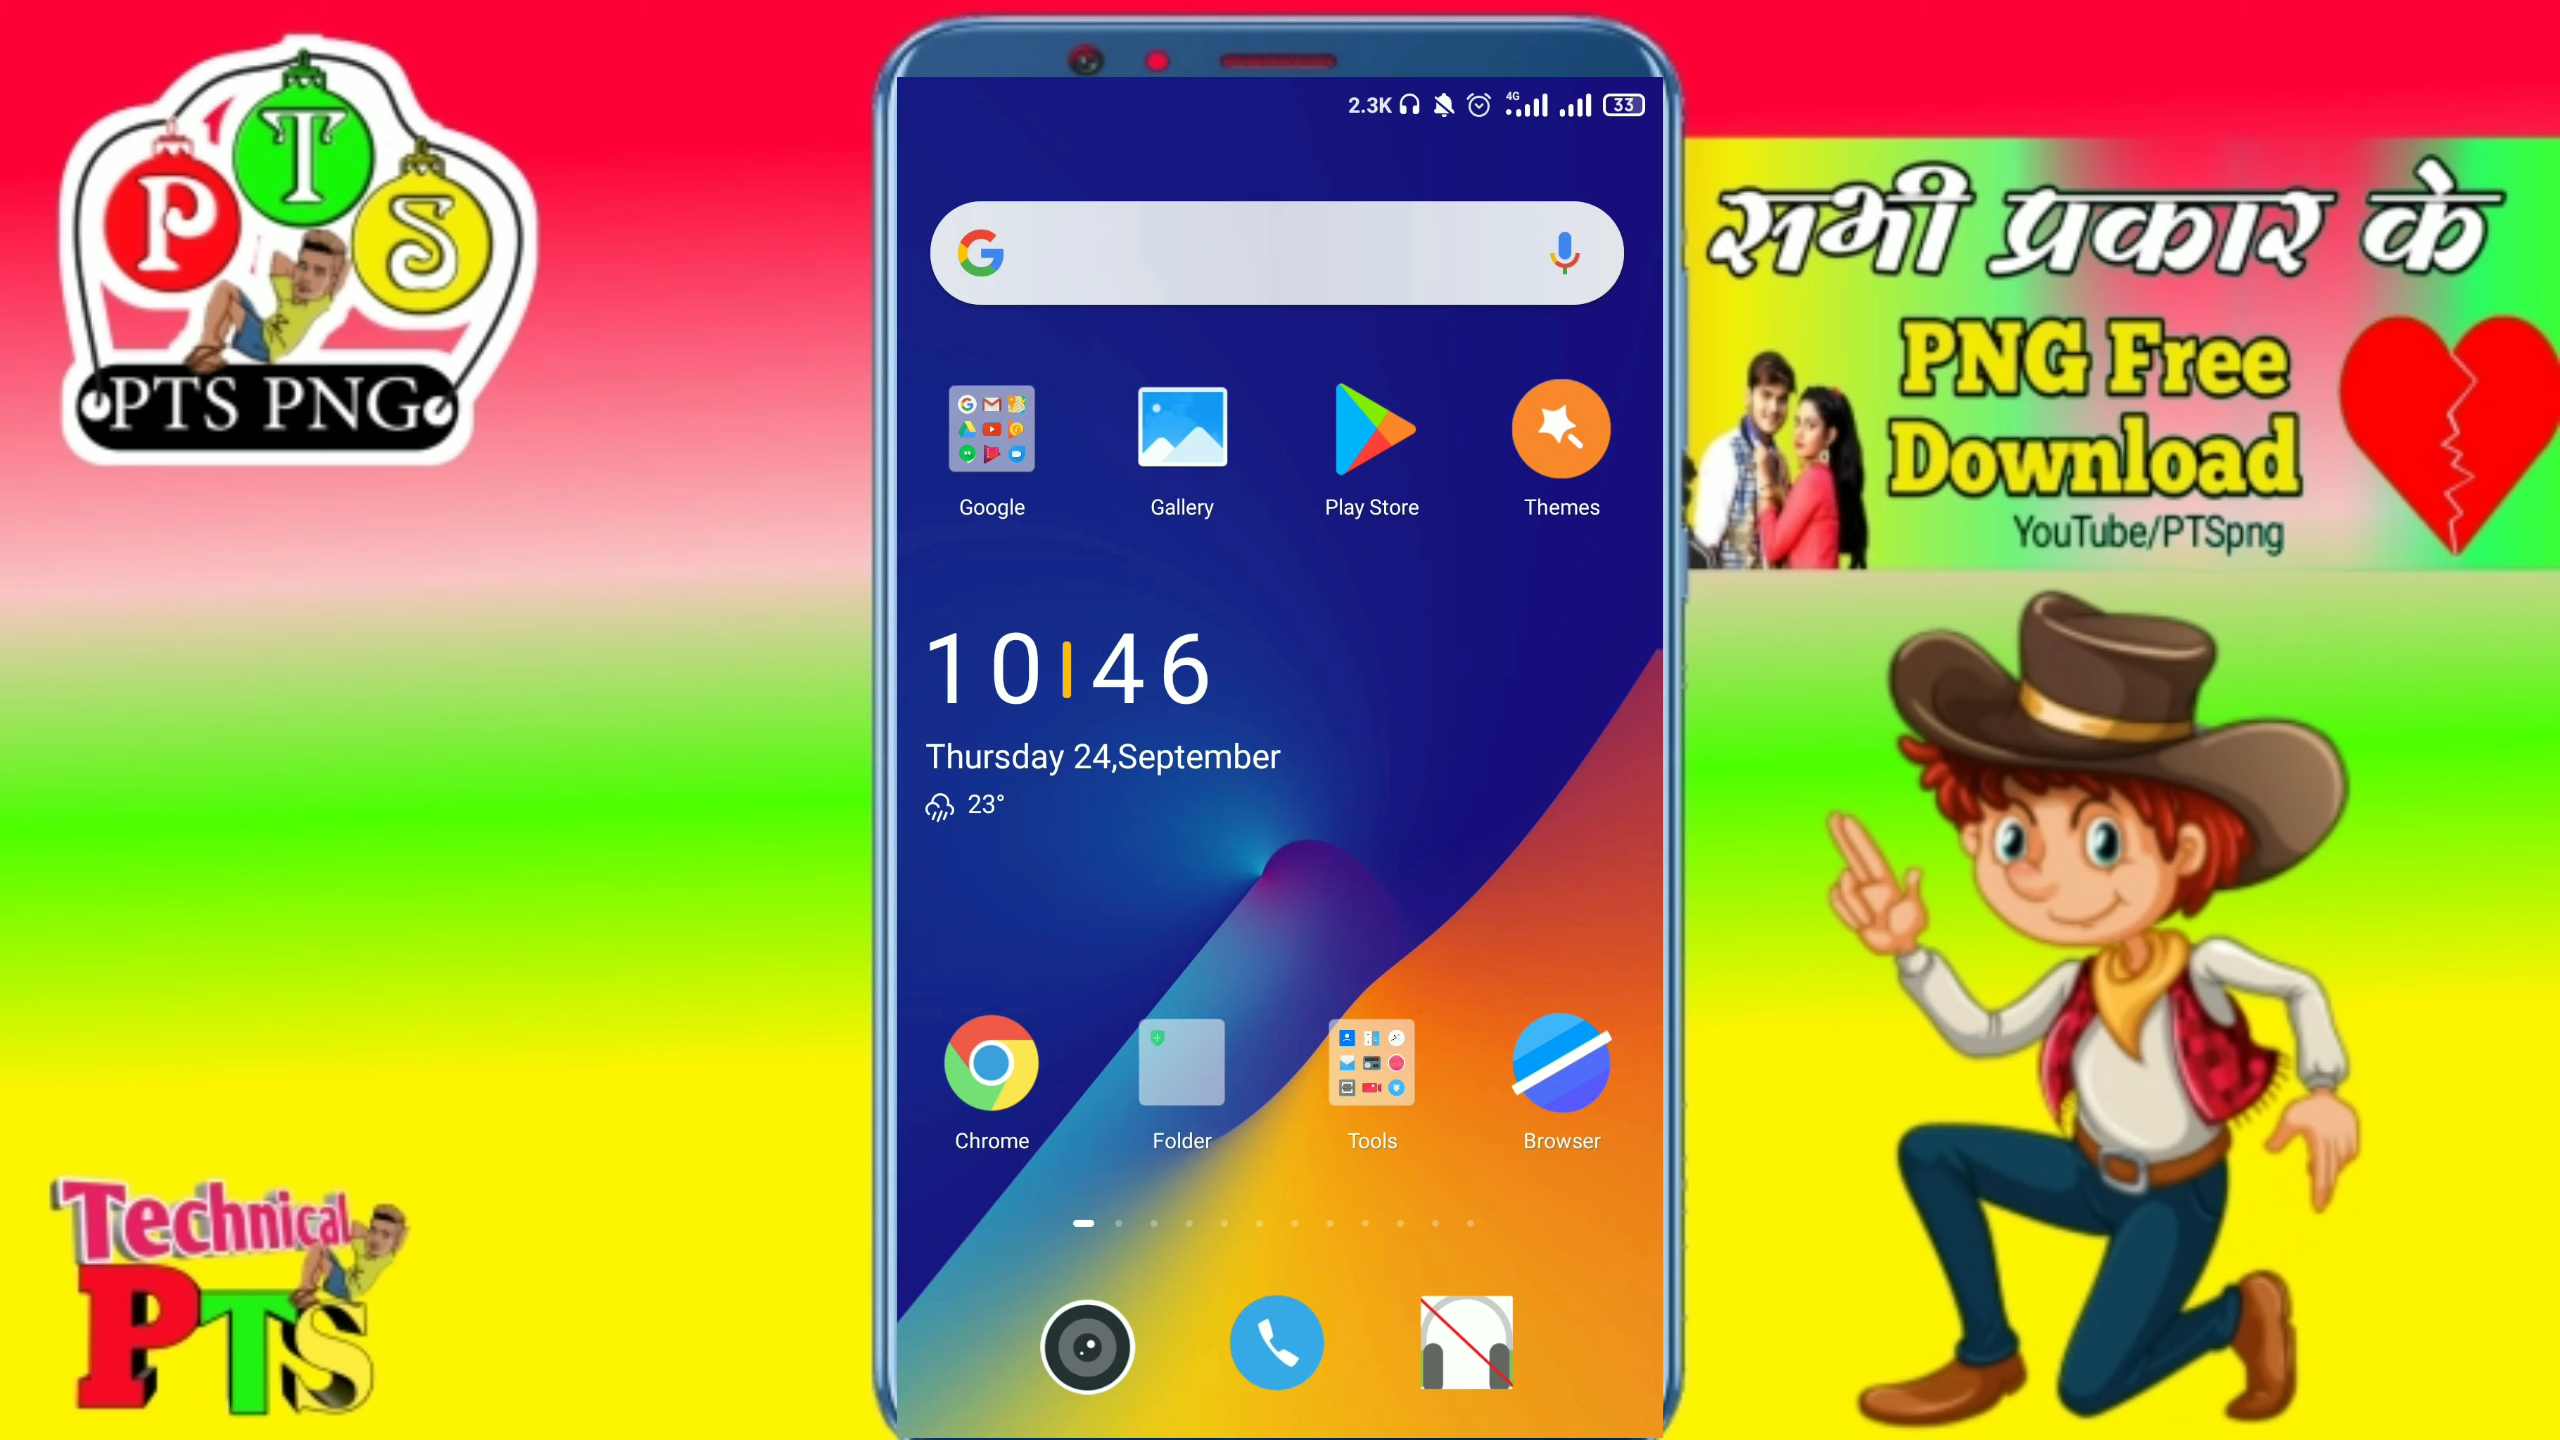 P T S
PTS PNG
2.3K 4G 33
सभी प्रकार के
PNG Free
Download
YouTube/PTSpng
Google Gallery Play Store Themes
10 46
Thursday 24,September
23°
Chrome Folder Tools Browser
Technical
PTS